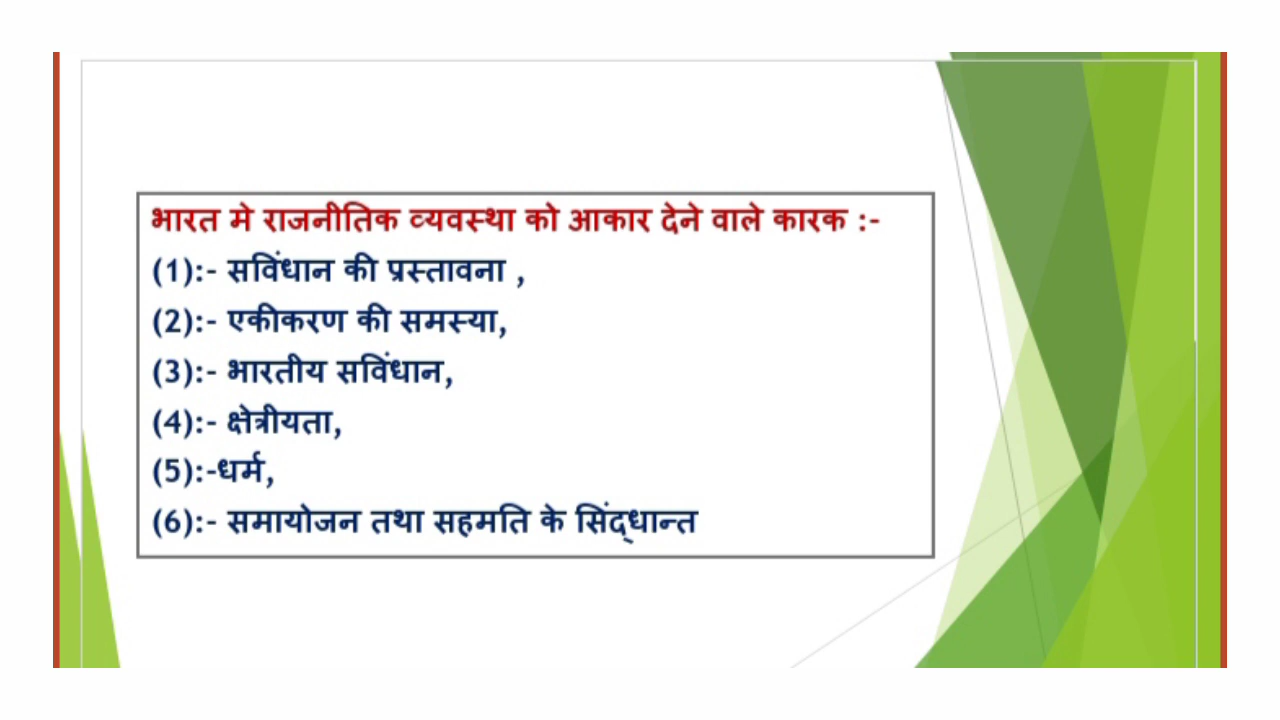 भारत मे राजनीतिक व्यवस्था को आकार देने वाले कारक :-
(1):- सविंधान की प्रस्तावना ,
(2):- एकीकरण की समस्या,
(3):- भारतीय सविंधान,
(4):- क्षेत्रीयता,
(5):-धर्म,
(6):- समायोजन तथा सहमति के सिंद्धान्त